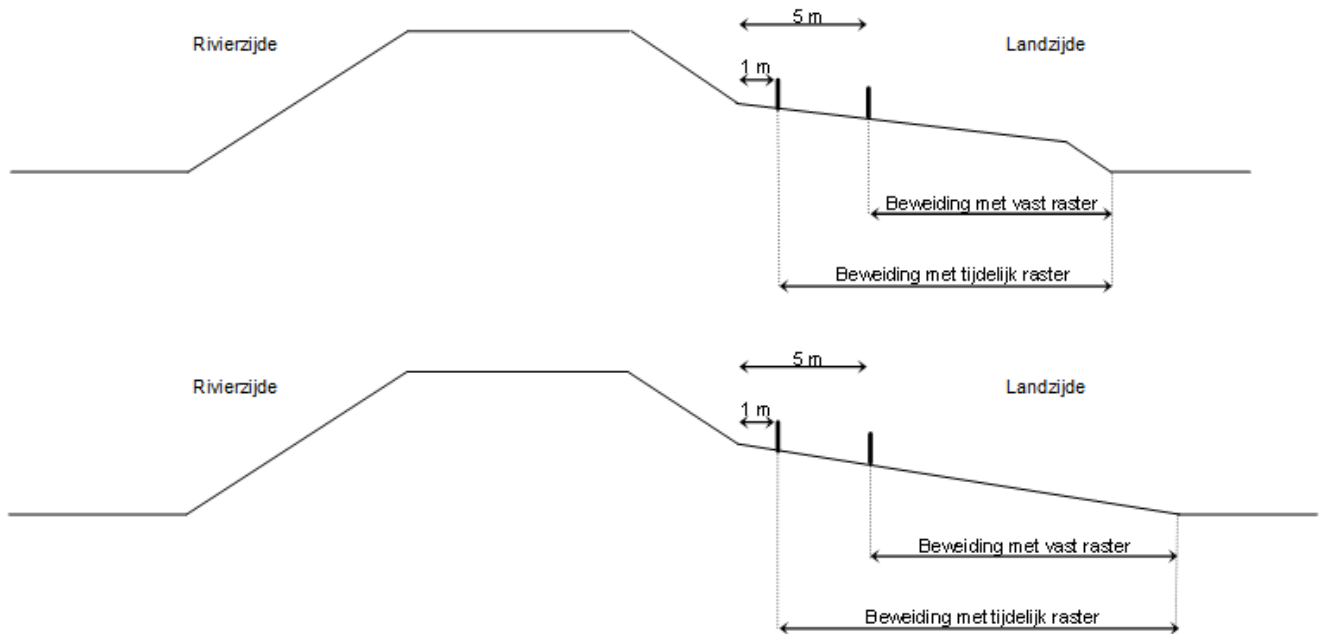 5 m
Rivierzijde
Landzijde
1 m
Beweiding met vast raster
Beweiding met tijdelijk raster
5 m
Rivierzijde
Landzijde
1 m
Beweiding met vast raster
Beweiding met tijdelijk raster